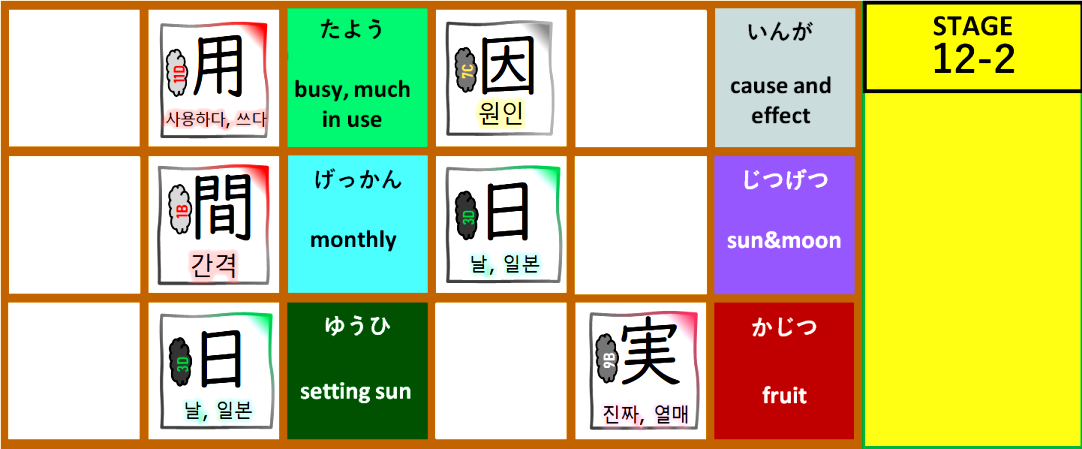 1D
用
사용하다, 쓰다
たよう
busy, much
in use
7C
因
원인
いんが
cause and
effect
STAGE
12-2
1B
間
간격
げっかん
monthly
3D
日
날, 일본
じつげつ
sun&moon
3D
日
날, 일본
ゆうひ
setting sun
9B
実
진짜, 열매
かじつ
fruit